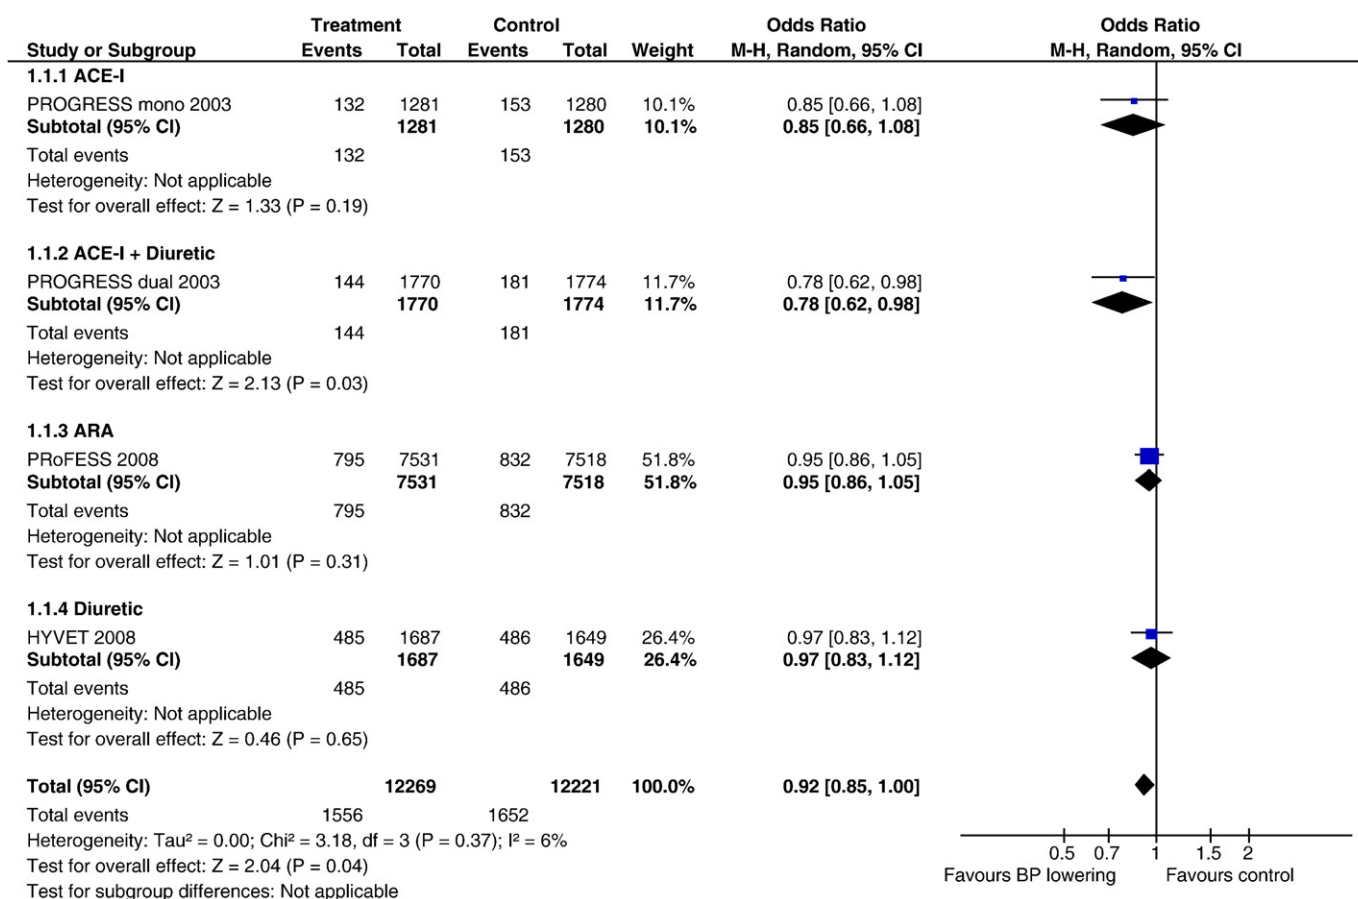 Treatment Control Odds Ratio Odds Ratio
Study or Subgroup Events Total Events Total Weight M-H, Random, 95% CI M-H, Random, 95% CI
1.1.1 ACE-I
PROGRESS mono 2003 132 1281 153 1280 10.1% 0.85 [0.66, 1.08]
Subtotal (95% CI) 1281 1280 10.1% 0.85 [0.66, 1.08]
Total events 132 153
Heterogeneity: Not applicable
Test for overall effect: Z = 1.33 (P = 0.19)
1.1.2 ACE-I + Diuretic
PROGRESS dual 2003 144 1770 181 1774 11.7% 0.78 [0.62, 0.98]
Subtotal (95% CI) 1770 1774 11.7% 0.78 [0.62, 0.98]
Total events 144 181
Heterogeneity: Not applicable
Test for overall effect: Z = 2.13 (P = 0.03)
1.1.3 ARA
PRoFESS 2008 795 7531 832 7518 51.8% 0.95 [0.86, 1.05]
Subtotal (95% CI) 7531 7518 51.8% 0.95 [0.86, 1.05]
Total events 795 832
Heterogeneity: Not applicable
Test for overall effect: Z = 1.01 (P = 0.31)
1.1.4 Diuretic
HYVET 2008 485 1687 486 1649 26.4% 0.97 [0.83, 1.12]
Subtotal (95% CI) 1687 1649 26.4% 0.97 [0.83, 1.12]
Total events 485 486
Heterogeneity: Not applicable
Test for overall effect: Z = 0.46 (P = 0.65)
Total (95% CI) 12269 12221 100.0% 0.92 [0.85, 1.00]
Total events 1556 1652
Heterogeneity: Tau² = 0.00; Chi² = 3.18, df = 3 (P = 0.37); I² = 6%
Test for overall effect: Z = 2.04 (P = 0.04)
Test for subgroup differences: Not applicable
0.5 0.7 1 1.5 2
Favours BP lowering Favours control